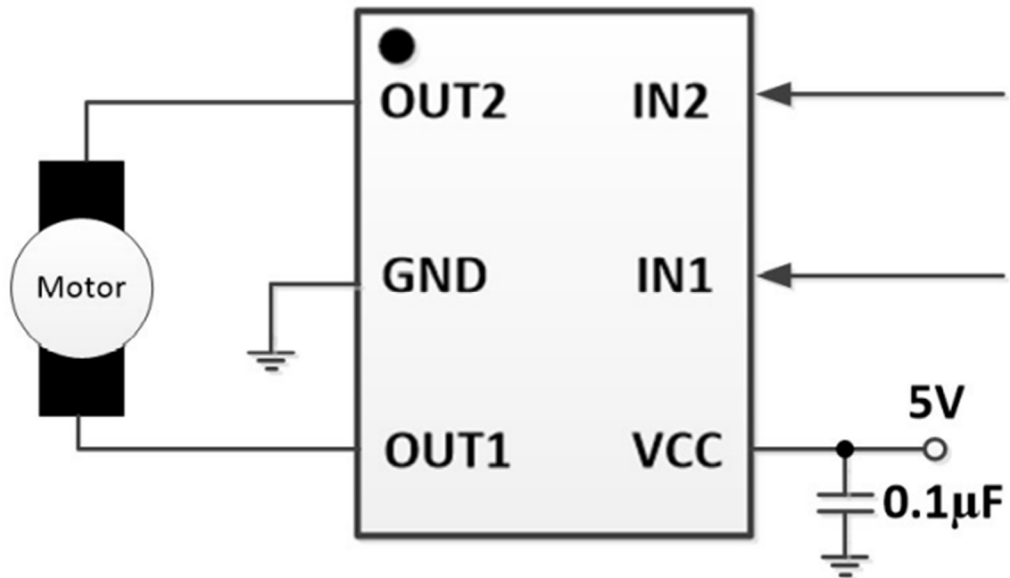 OUT2 IN2
Motor GND IN1
5V
OUT1 VCC
0.1μF